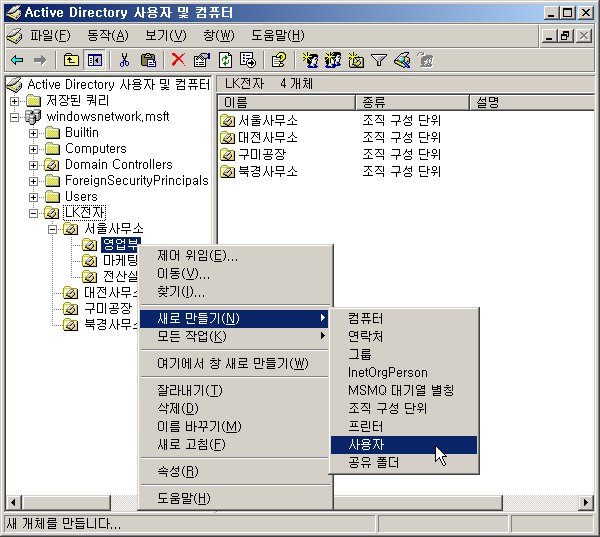 Active Directory 사용자 및 컴퓨터
파일(F) 동작(A) 보기(V) 창(W) 도움말(H)
Active Directory 사용자 및 컴퓨터
저장된 쿼리
windowsnetwork.msft
Builtin
Computers
Domain Controllers
ForeignSecurityPrincipals
Users
LK전자
서울사무소
영업부
마케팅
전산실
대전사무소
구미공장
북경사무소
LK전자 4 개체
이름 종류 설명
서울사무소 조직 구성 단위
대전사무소 조직 구성 단위
구미공장 조직 구성 단위
북경사무소 조직 구성 단위
제어 위임(E)...
이동(V)...
찾기(I)...
새로 만들기(N)
모든 작업(K)
여기에서 창 새로 만들기(W)
잘라내기(T)
삭제(D)
이름 바꾸기(M)
새로 고침(F)
속성(R)
도움말(H)
컴퓨터
연락처
그룹
InetOrgPerson
MSMQ 대기열 별칭
조직 구성 단위
프린터
사용자
공유 폴더
새 개체를 만듭니다...